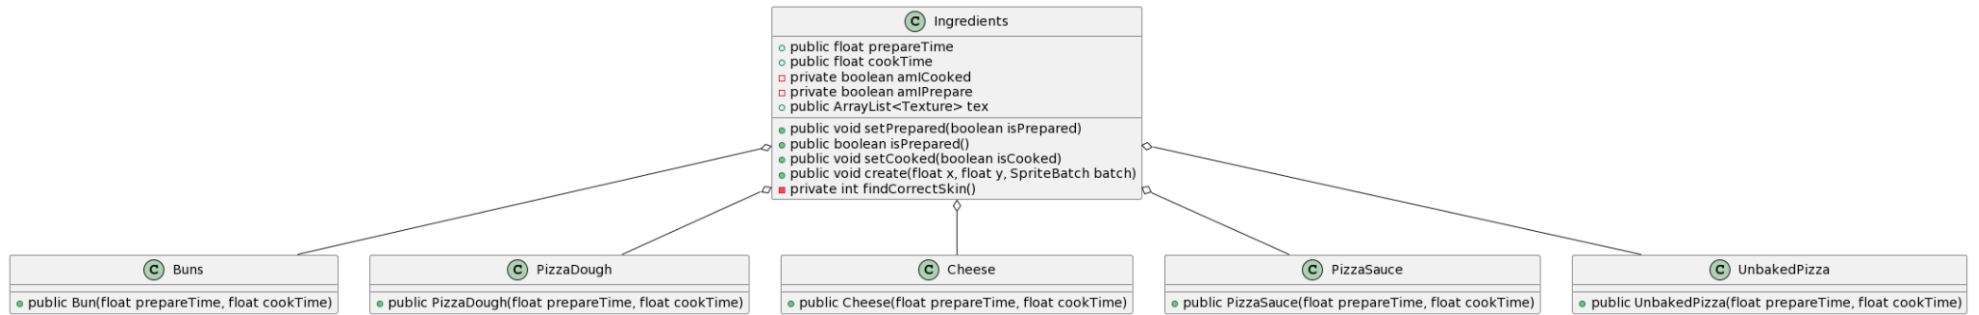 C Ingredients
public float prepareTime
public float cookTime
private boolean amICooked
private boolean amIPrepare
public ArrayList<Texture> tex
public void setPrepared(boolean isPrepared)
public boolean isPrepared()
public void setCooked(boolean isCooked)
public void create(float x, float y, SpriteBatch batch)
private int findCorrectSkin()
C Buns
public Bun(float prepareTime, float cookTime)
C PizzaDough
public PizzaDough(float prepareTime, float cookTime)
C Cheese
public Cheese(float prepareTime, float cookTime)
C PizzaSauce
public PizzaSauce(float prepareTime, float cookTime)
C UnbakedPizza
public UnbakedPizza(float prepareTime, float cookTime)